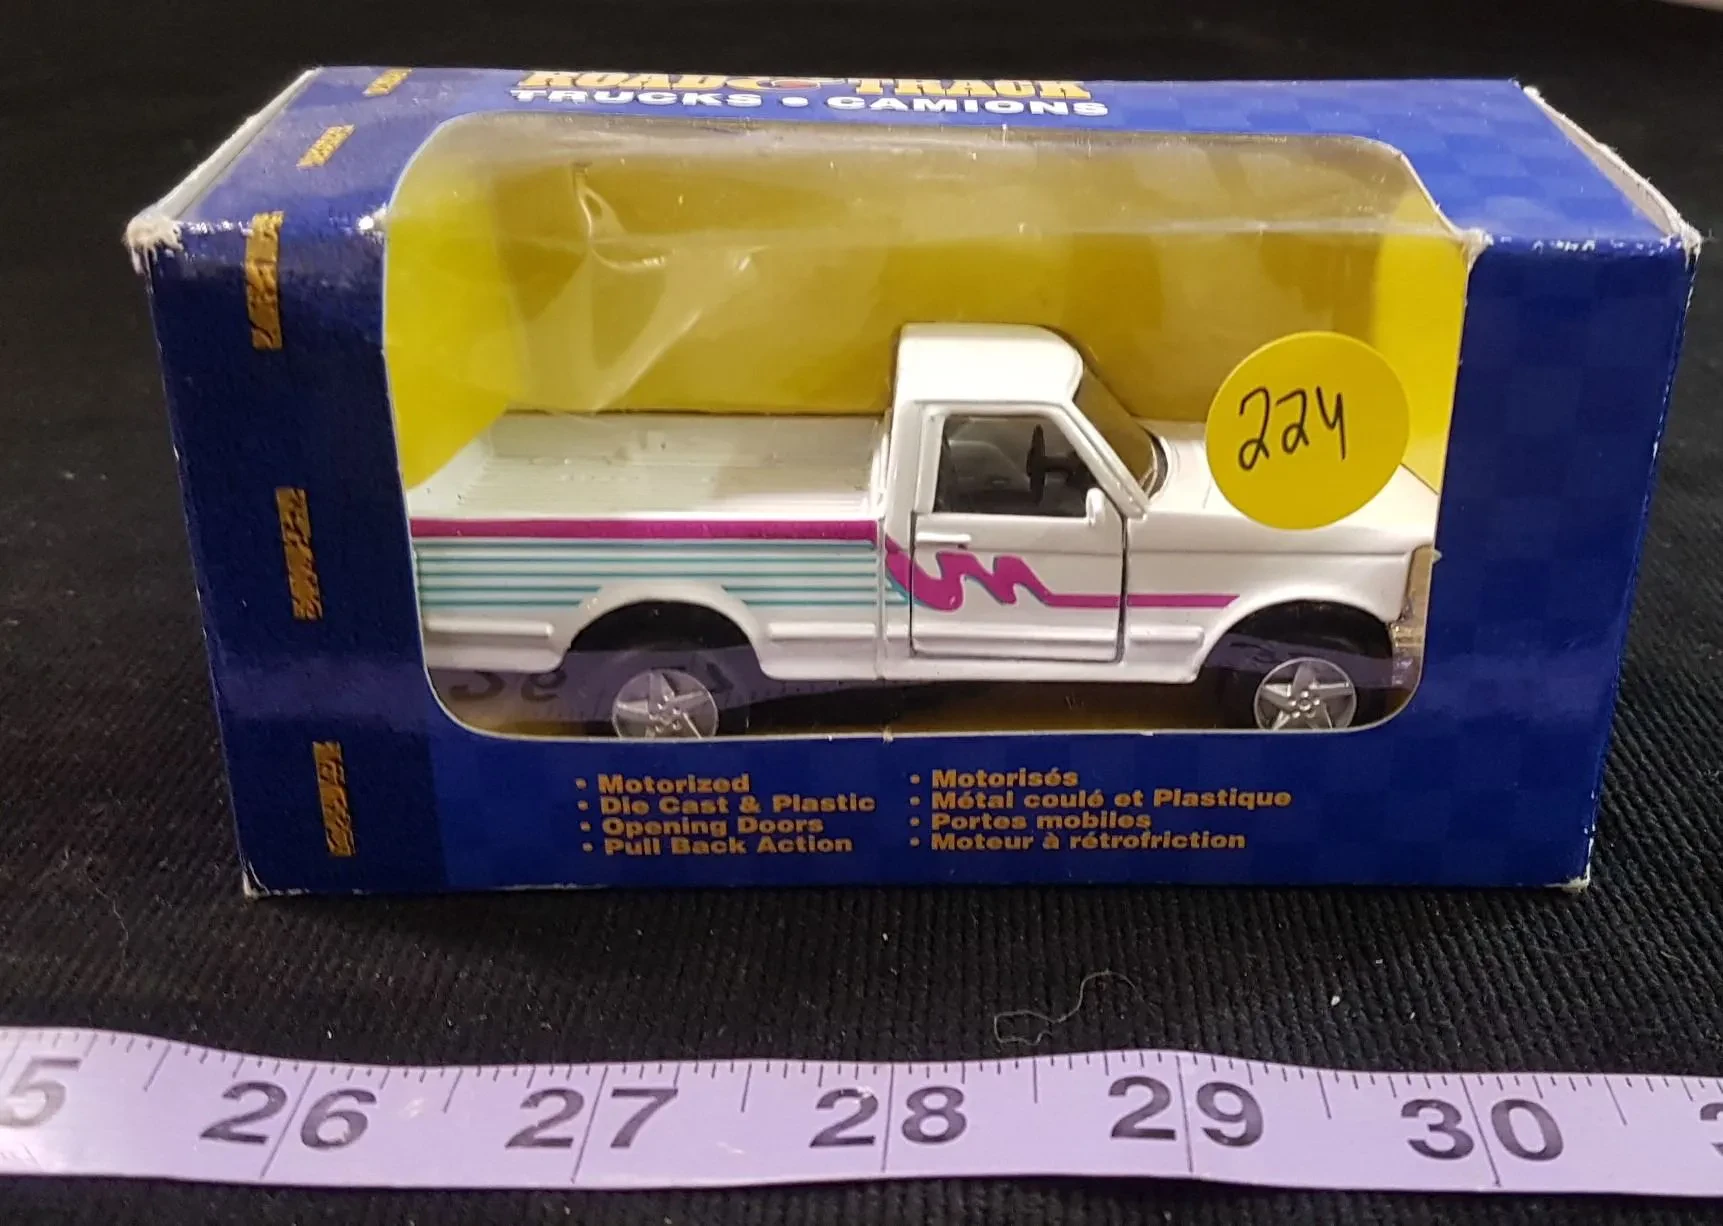 ROAD TRACK
TRUCKS • CAMIONS
224
• Motorized
• Die Cast & Plastic
• Opening Doors
• Pull Back Action
• Motorisés
• Métal coulé et Plastique
• Portes mobiles
• Moteur à rétrofriction
5 26 27 28 29 30